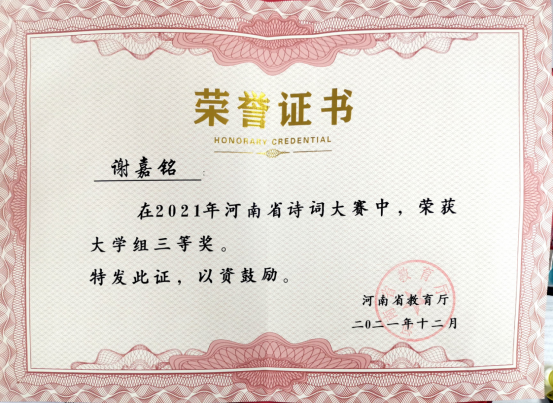 荣誉证书
HONORARY CREDENTIAL
谢嘉铭：
在2021年河南省诗词大赛中，荣获
大学组三等奖。
特发此证，以资鼓励。
河南省教育厅
二〇二一年十二月